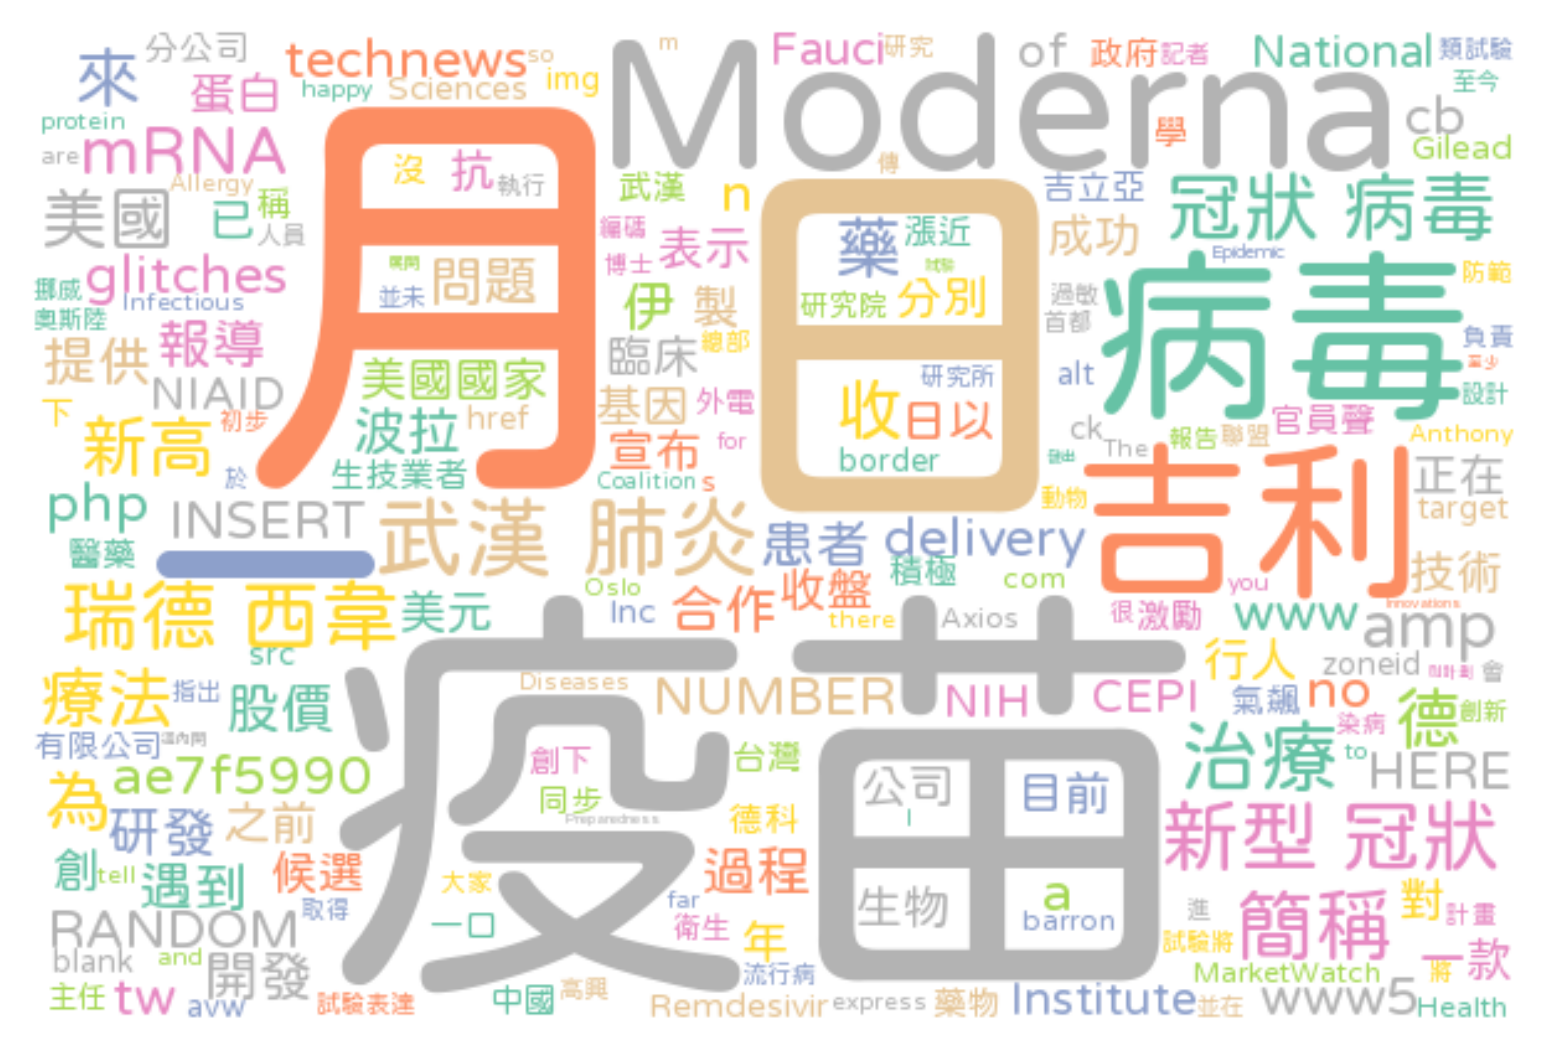 分公司
technews
so
Moderna
m
Fauci
研究
of
政府
記者
National
類試驗
來
蛋白
happy
Sciences
img
至今
cb
protein
學
Gilead
are
mRNA
月
沒
抗
執行
傳
Allergy
武漢
n
日
吉立亞
冠狀 病毒
美國
已
稱
人員
編碼
表示
藥
漲近
成功
Epidemic
挪威
glitches
Infectious
並未
問題
博士
試驗
病毒
防範
奧斯陸
伊
製
研究院
分別
過敏
首都
報導
臨床
總部
負責
提供
NIAID
美國國家
研究所
alt
至少
設計
下
新高
初步
波拉
href
基因
外電
收
日以
ck
The
官員聲
報告
聯盟
Anthony
於
生技業者
宣布
for
border
吉利
正在
php
INSERT
Coalition
s
動物
target
_
武漢 肺炎
患者
delivery
醫藥
積極
技術
瑞德 西韋
美元
Oslo
Inc
合作
收盤
com
you
there
Axios
很
激勵
www
Innovations
amp
src
疫苗
行人
zoneid
會
療法
指出
股價
Diseases
NUMBER
NIH
CEPI
氣飆
no
德
創新
有限公司
染病
to
ae7f5990
創下
台灣
公司
目前
治療
HERE
為
研發
之前
同步
Preparedness
德科
l
新型 冠狀
創
tell
遇到
候選
過程
大家
生物
a
RANDOM
取得
一口
far
衛生
年
barron
進
簡稱
對
計畫
blank
and
開發
流行病
試驗將
一款
MarketWatch
將
主任
tw
avw
試驗表達
中國
高興
Remdesivir
express
藥物
Institute
並在
www5
Health